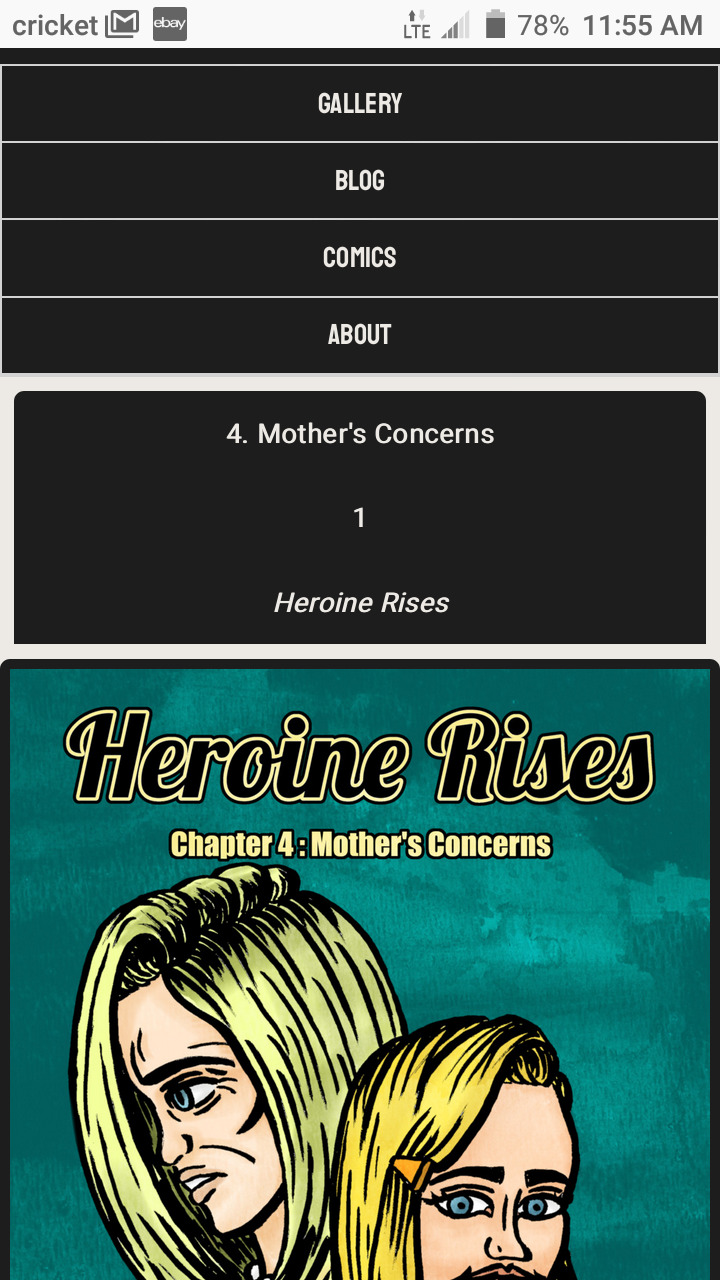 cricket ebay LTE 78% 11:55 AM
GALLERY
BLOG
COMICS
ABOUT
4. Mother's Concerns
1
Heroine Rises
Heroine Rises
Chapter 4 : Mother's Concerns